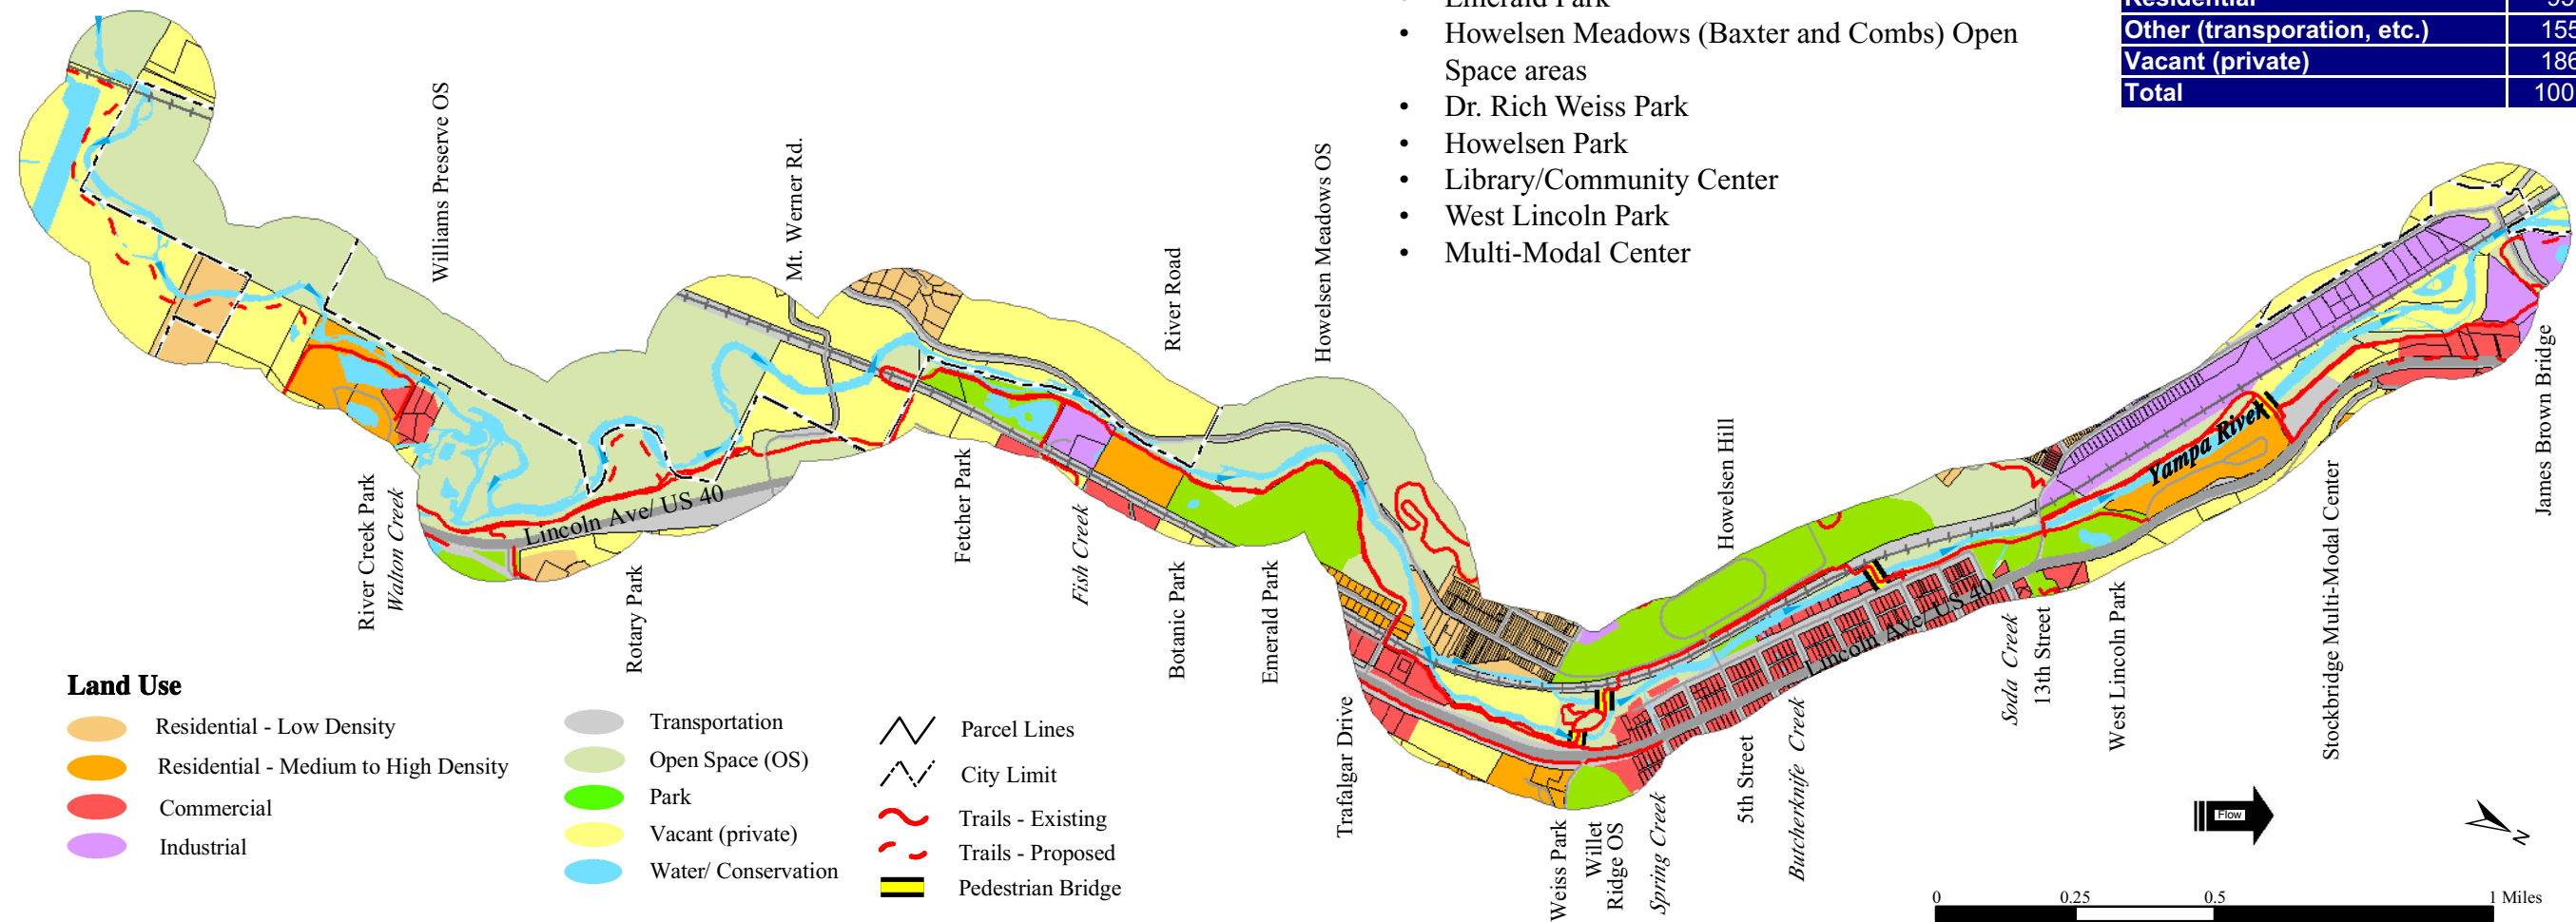 Emerald Park
• Howelsen Meadows (Baxter and Combs) Open
Space areas
• Dr. Rich Weiss Park
• Howelsen Park
• Library/Community Center
• West Lincoln Park
• Multi-Modal Center
Residential
Other (transporation, etc.) 155
Vacant (private) 186
Total 100
Williams Preserve OS
Mt. Werner Rd.
River Road
Howelsen Meadows OS
Howelsen Hill
Yampa River
James Brown Bridge
Lincoln Ave/ US 40
Lincoln Ave/ US 40
River Creek Park
Walton Creek
Rotary Park
Fetcher Park
Fish Creek
Botanic Park
Emerald Park
Trafalgar Drive
Weiss Park
Willet
Ridge OS
Spring Creek
5th Street
Butcherknife Creek
Soda Creek
13th Street
West Lincoln Park
Stockbridge Multi-Modal Center
Land Use
Residential - Low Density
Residential - Medium to High Density
Commercial
Industrial
Transportation
Open Space (OS)
Park
Vacant (private)
Water/ Conservation
Parcel Lines
City Limit
Trails - Existing
Trails - Proposed
Pedestrian Bridge
Flow
N
0 0.25 0.5 1 Miles